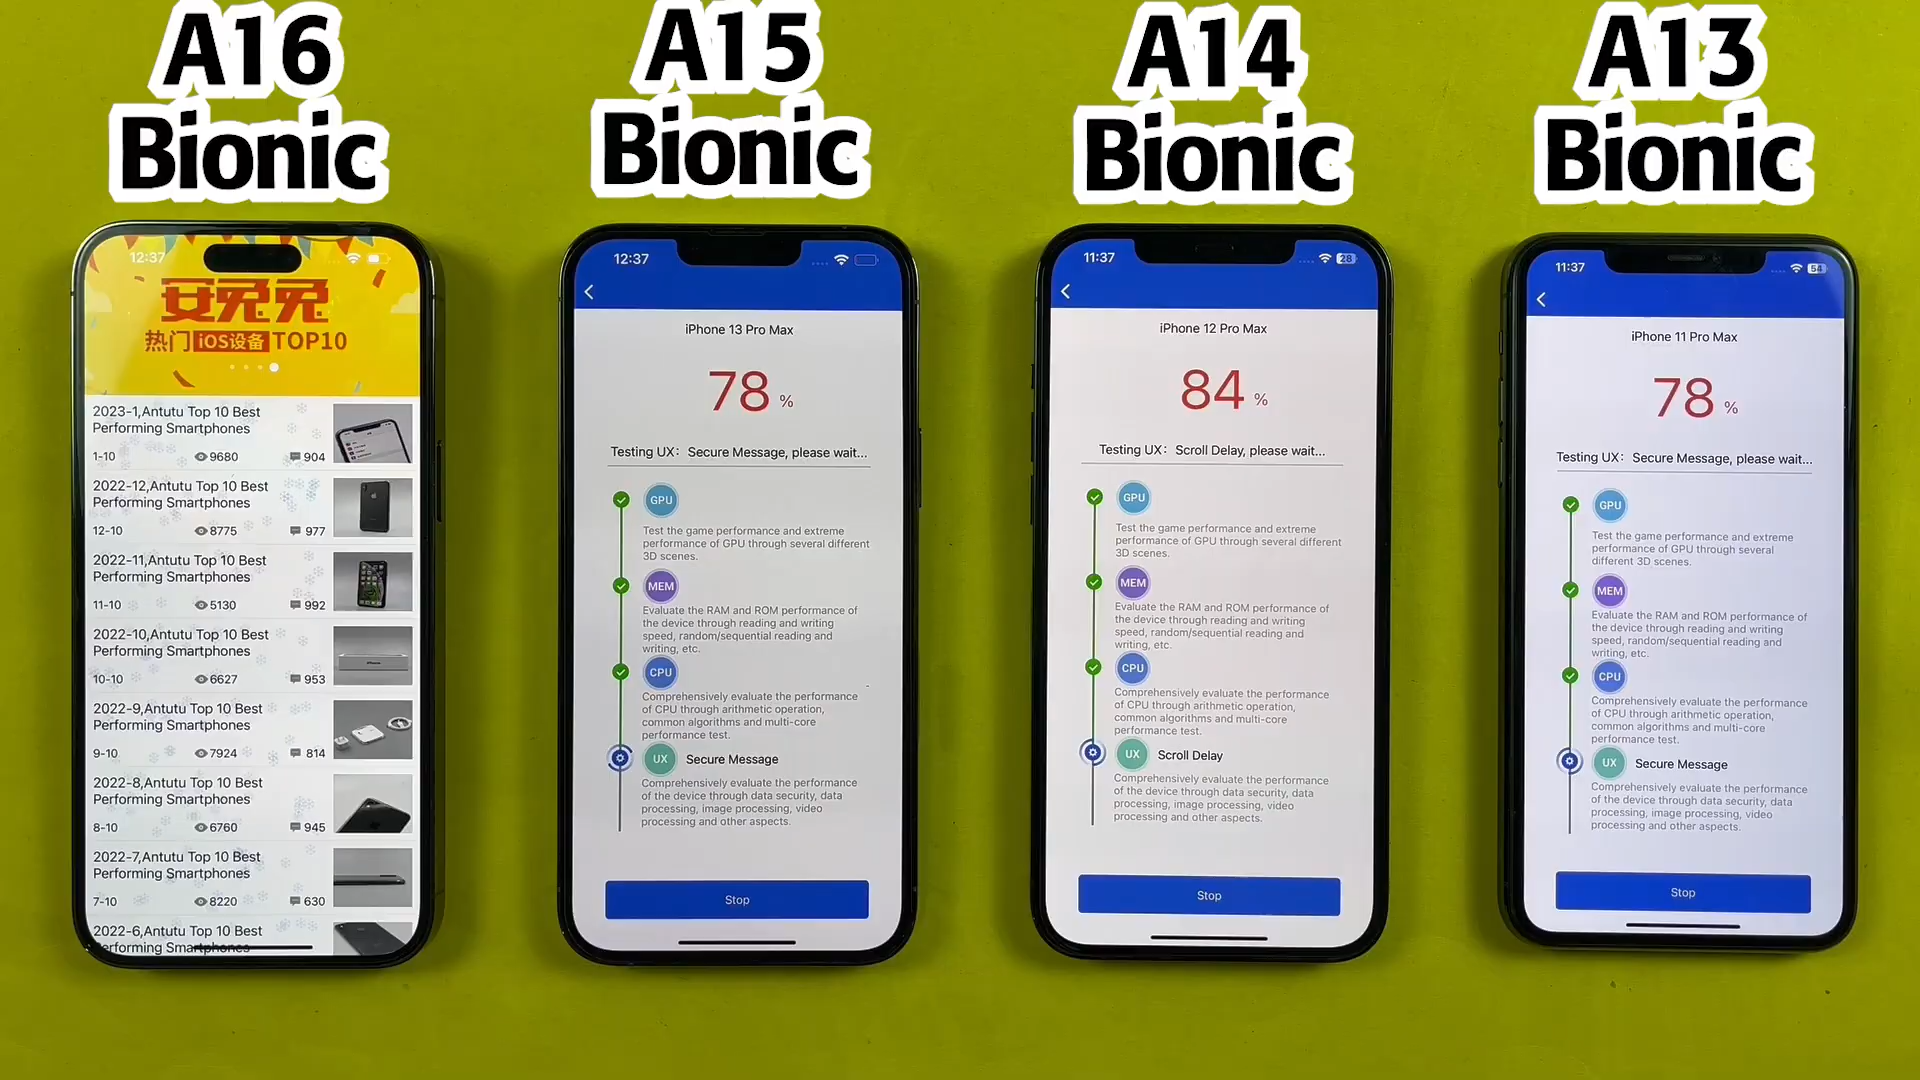 A16
Bionic
A15
Bionic
A14
Bionic
A13
Bionic
12:37
安兔兔
热门 iOS设备 TOP10
2023-1,Antutu Top 10 Best
Performing Smartphones
1-10 9680 904
2022-12,Antutu Top 10 Best
Performing Smartphones
12-10 8775 977
2022-11,Antutu Top 10 Best
Performing Smartphones
11-10 5130 992
2022-10,Antutu Top 10 Best
Performing Smartphones
10-10 6627 953
2022-9,Antutu Top 10 Best
Performing Smartphones
9-10 7924 814
2022-8,Antutu Top 10 Best
Performing Smartphones
8-10 6760 945
2022-7,Antutu Top 10 Best
Performing Smartphones
7-10 8220 630
2022-6,Antutu Top 10 Best
Performing Smartphones
12:37
iPhone 13 Pro Max
78 %
Testing UX: Secure Message, please wait...
GPU
Test the game performance and extreme
performance of GPU through several different
3D scenes.
MEM
Evaluate the RAM and ROM performance of
the device through reading and writing
speed, random/sequential reading and
writing, etc.
CPU
Comprehensively evaluate the performance
of CPU through arithmetic operation,
common algorithms and multi-core
performance test.
UX Secure Message
Comprehensively evaluate the performance
of the device through data security, data
processing, image processing, video
processing and other aspects.
Stop
11:37 28
iPhone 12 Pro Max
84 %
Testing UX: Scroll Delay, please wait...
GPU
Test the game performance and extreme
performance of GPU through several different
3D scenes.
MEM
Evaluate the RAM and ROM performance of
the device through reading and writing
speed, random/sequential reading and
writing, etc.
CPU
Comprehensively evaluate the performance
of CPU through arithmetic operation,
common algorithms and multi-core
performance test.
UX Scroll Delay
Comprehensively evaluate the performance
of the device through data security, data
processing, image processing, video
processing and other aspects.
Stop
11:37 54
iPhone 11 Pro Max
78 %
Testing UX: Secure Message, please wait...
GPU
Test the game performance and extreme
performance of GPU through several
different 3D scenes.
MEM
Evaluate the RAM and ROM performance of
the device through reading and writing
speed, random/sequential reading and
writing, etc.
CPU
Comprehensively evaluate the performance
of CPU through arithmetic operation,
common algorithms and multi-core
performance test.
UX Secure Message
Comprehensively evaluate the performance
of the device through data security, data
processing, image processing, video
processing and other aspects.
Stop